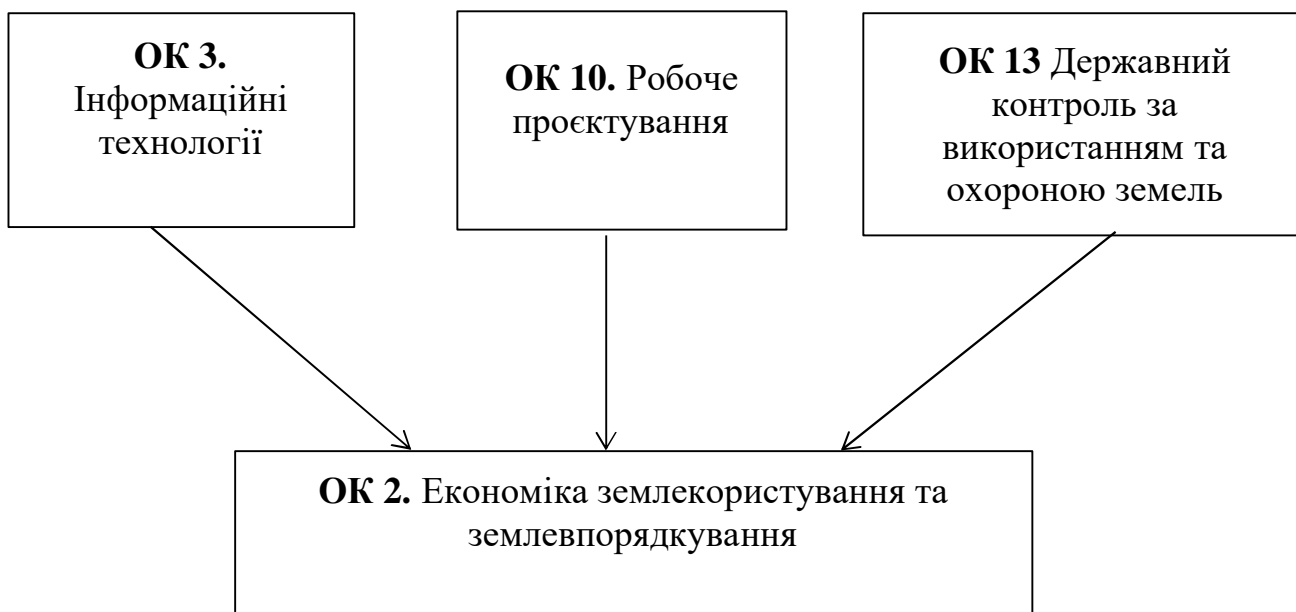 ОК 3.
Інформаційні
технології
ОК 10. Робоче
проєктування
ОК 13 Державний
контроль за
використанням та
охороною земель
ОК 2. Економіка землекористування та
землевпорядкування